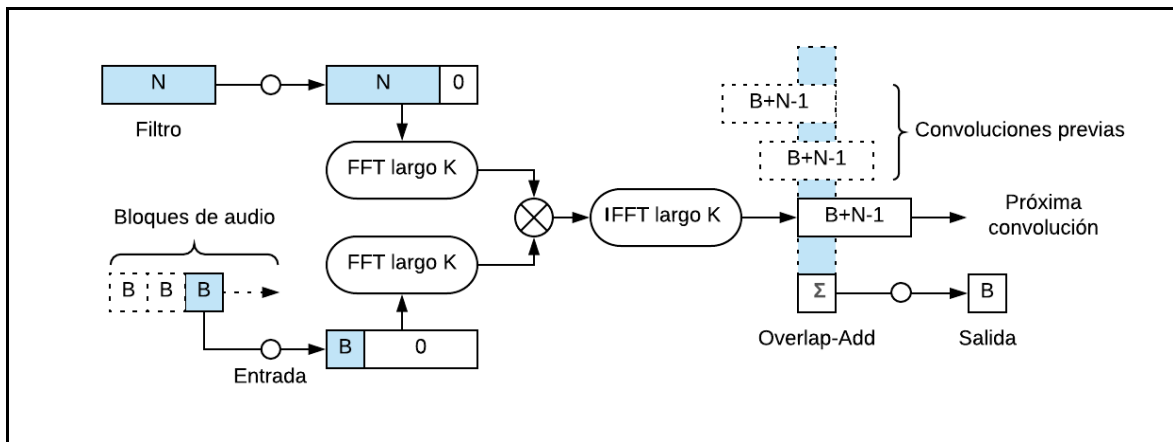 N
Filtro
N 0
FFT largo K
Bloques de audio
B B B
Entrada
B 0
FFT largo K
IFFT largo K
B+N-1
B+N-1
Convoluciones previas
B+N-1
Próxima
convolución
Σ
Overlap-Add
B
Salida